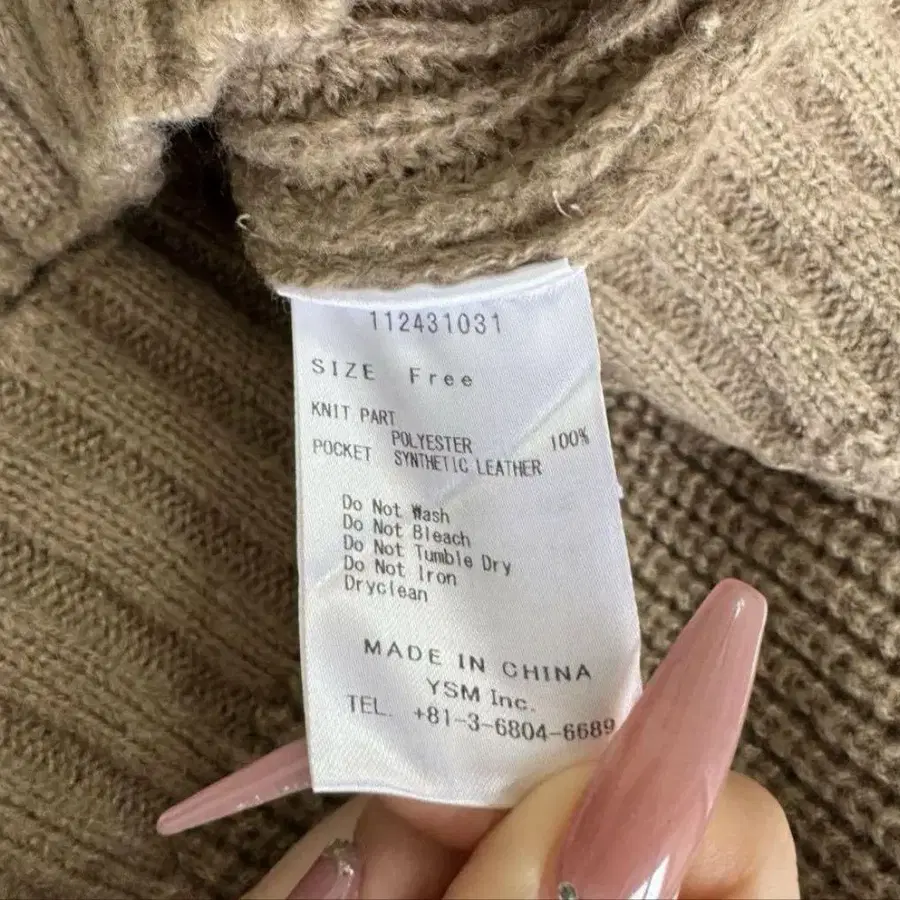 112431031
SIZE Free
KNIT PART
POLYESTER 100%
POCKET SYNTHETIC LEATHER
Do Not Wash
Do Not Bleach
Do Not Tumble Dry
Do Not Iron
Dryclean
MADE IN CHINA
YSM Inc.
TEL. +81-3-6804-6689